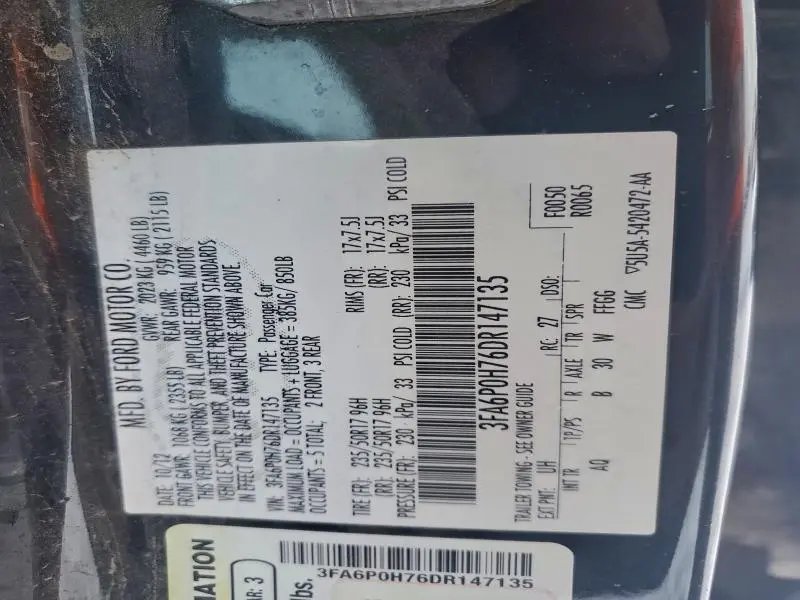 MFD. BY FORD MOTOR CO.
DATE: 10/12 GVWR: 2023 KG ( 4460 LB)
FRONT GAWR: 1068 KG ( 2355 LB) REAR GAWR: 959 KG ( 2115 LB)
THIS VEHICLE CONFORMS TO ALL APPLICABLE FEDERAL MOTOR
VEHICLE SAFETY, BUMPER, AND THEFT PREVENTION STANDARDS
IN EFFECT ON THE DATE OF MANUFACTURE SHOWN ABOVE.
VIN: 3FA6P0H76DR147135 TYPE: Passenger Car
MAXIMUM LOAD = OCCUPANTS + LUGGAGE = 385KG/ 850LB
OCCUPANTS = 5 TOTAL; 2 FRONT, 3 REAR
TIRE (FR): 235/50R17 96H RIMS (FR): 17x7.5J
(RR): 235/50R17 96H (RR): 17x7.5J
PRESSURE (FR): 230 kPa/ 33 PSI COLD (RR): 230 kPa/ 33 PSI COLD
3FA6P0H76DR147135
TRAILER TOWING - SEE OWNER GUIDE
EXT PNT: UH RC: 27 DSO: F0050
R0065
INT TR TP/PS R AXLE TR SPR
AQ B 30 W FFGG
CMC ▽5U5A-5420472-AA
MATION
AR: 3
lbs.
3FA6P0H76DR147135